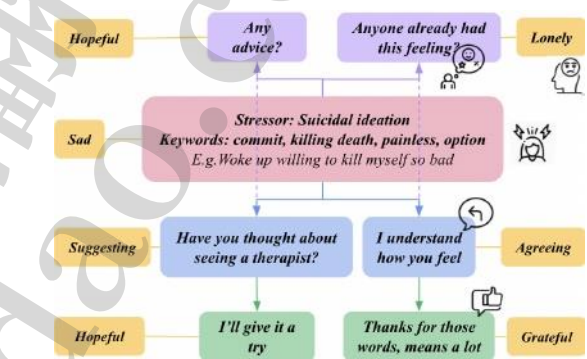 Hopeful
Any
advice?
Anyone already had
this feeling?
Lonely
Sad
Stressor: Suicidal ideation
Keywords: commit, killing death, painless, option
E.g.Woke up willing to kill myself so bad
Suggesting
Have you thought about
seeing a therapist?
I understand
how you feel
Agreeing
Hopeful
I'll give it a
try
Thanks for those
words, means a lot
Grateful